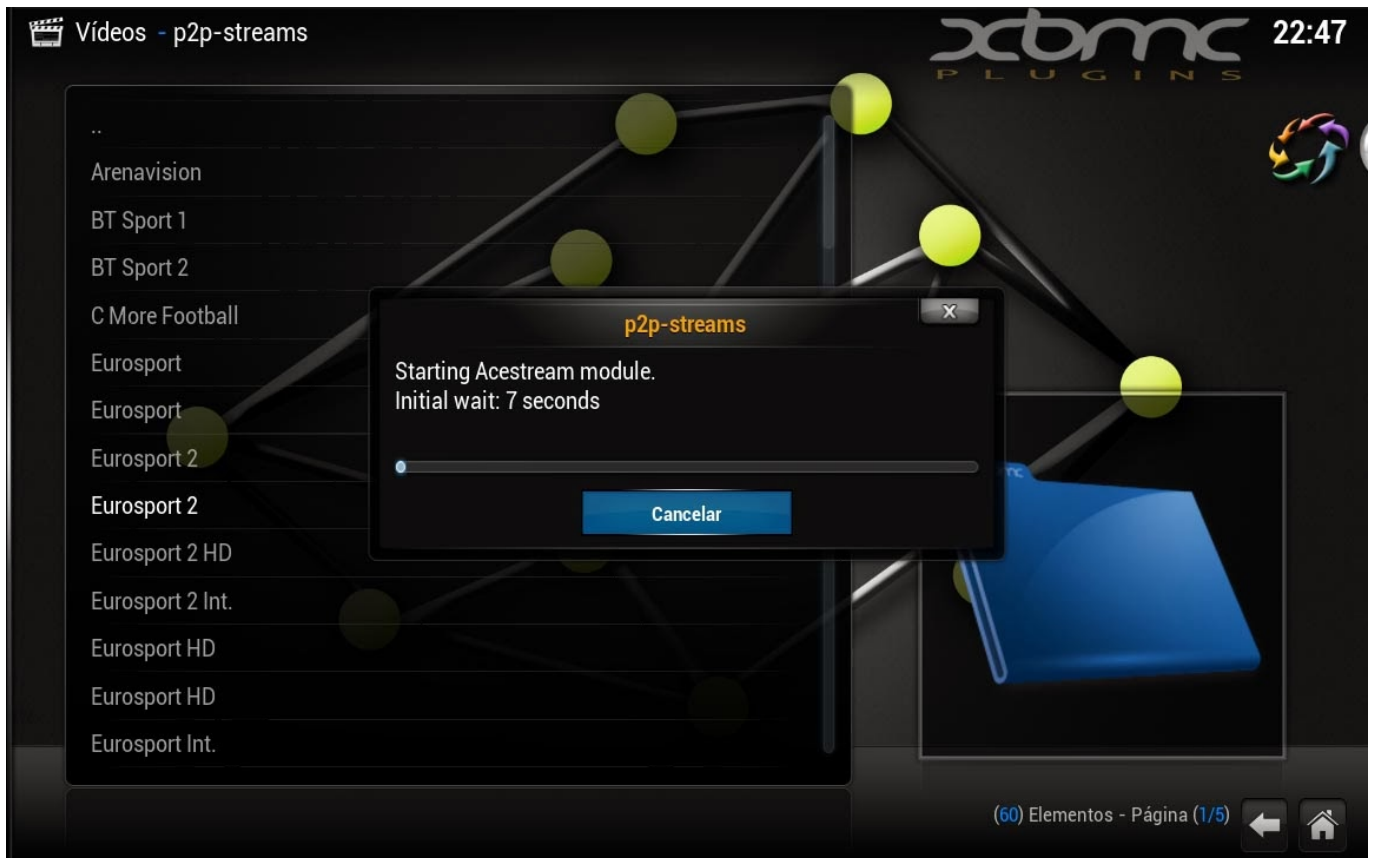 Vídeos - p2p-streams
xbmc
PLUGINS
22:47
..
Arenavision
BT Sport 1
BT Sport 2
C More Football
Eurosport
Eurosport
Eurosport 2
Eurosport 2
Eurosport 2 HD
Eurosport 2 Int.
Eurosport HD
Eurosport HD
Eurosport Int.
p2p-streams
X
Starting Acestream module.
Initial wait: 7 seconds
Cancelar
mc
(60) Elementos - Página (1/5)